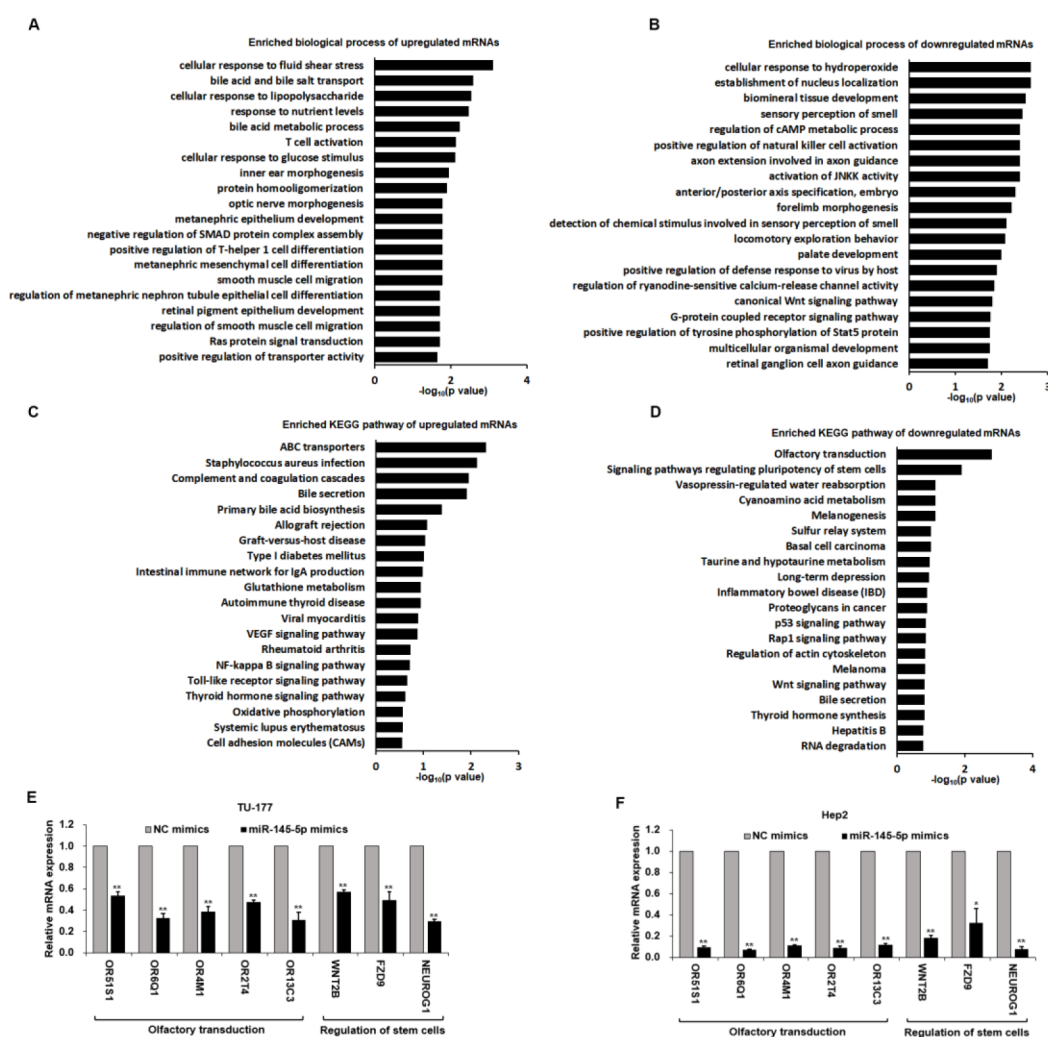 A
Enriched biological process of upregulated mRNAs
cellular response to fluid shear stress
bile acid and bile salt transport
cellular response to lipopolysaccharide
response to nutrient levels
bile acid metabolic process
T cell activation
cellular response to glucose stimulus
inner ear morphogenesis
protein homooligomerization
optic nerve morphogenesis
metanephric epithelium development
negative regulation of SMAD protein complex assembly
positive regulation of T-helper 1 cell differentiation
metanephric mesenchymal cell differentiation
smooth muscle cell migration
regulation of metanephric nephron tubule epithelial cell differentiation
retinal pigment epithelium development
regulation of smooth muscle cell migration
Ras protein signal transduction
positive regulation of transporter activity
0 2 4
-log10(p value)
B
Enriched biological process of downregulated mRNAs
cellular response to hydroperoxide
establishment of nucleus localization
biomineral tissue development
sensory perception of smell
regulation of cAMP metabolic process
positive regulation of natural killer cell activation
axon extension involved in axon guidance
activation of JNKK activity
anterior/posterior axis specification, embryo
forelimb morphogenesis
detection of chemical stimulus involved in sensory perception of smell
locomotory exploration behavior
palate development
positive regulation of defense response to virus by host
regulation of ryanodine-sensitive calcium-release channel activity
canonical Wnt signaling pathway
G-protein coupled receptor signaling pathway
positive regulation of tyrosine phosphorylation of Stat5 protein
multicellular organismal development
retinal ganglion cell axon guidance
0 1 2 3
-log10(p value)
C
Enriched KEGG pathway of upregulated mRNAs
ABC transporters
Staphylococcus aureus infection
Complement and coagulation cascades
Bile secretion
Primary bile acid biosynthesis
Allograft rejection
Graft-versus-host disease
Type I diabetes mellitus
Intestinal immune network for IgA production
Glutathione metabolism
Autoimmune thyroid disease
Viral myocarditis
VEGF signaling pathway
Rheumatoid arthritis
NF-kappa B signaling pathway
Toll-like receptor signaling pathway
Thyroid hormone signaling pathway
Oxidative phosphorylation
Systemic lupus erythematosus
Cell adhesion molecules (CAMs)
0 1 2 3
-log10(p value)
D
Enriched KEGG pathway of downregulated mRNAs
Olfactory transduction
Signaling pathways regulating pluripotency of stem cells
Vasopressin-regulated water reabsorption
Cyanoamino acid metabolism
Melanogenesis
Sulfur relay system
Basal cell carcinoma
Taurine and hypotaurine metabolism
Long-term depression
Inflammatory bowel disease (IBD)
Proteoglycans in cancer
p53 signaling pathway
Rap1 signaling pathway
Regulation of actin cytoskeleton
Melanoma
Wnt signaling pathway
Bile secretion
Thyroid hormone synthesis
Hepatitis B
RNA degradation
0 2 4
-log10(p value)
E
TU-177
NC mimics miR-145-5p mimics
Relative mRNA expression
1.2
1.0
0.8
0.6
0.4
0.2
0.0
** ** ** ** ** ** ** **
OR51S1 OR6Q1 OR4M1 OR2T4 OR13C3 WNT2B FZD9 NEUROG1
Olfactory transduction Regulation of stem cells
F
Hep2
NC mimics miR-145-5p mimics
Relative mRNA expression
1.2
1.0
0.8
0.6
0.4
0.2
0.0
** ** ** ** ** ** * **
OR51S1 OR6Q1 OR4M1 OR2T4 OR13C3 WNT2B FZD9 NEUROG1
Olfactory transduction Regulation of stem cells